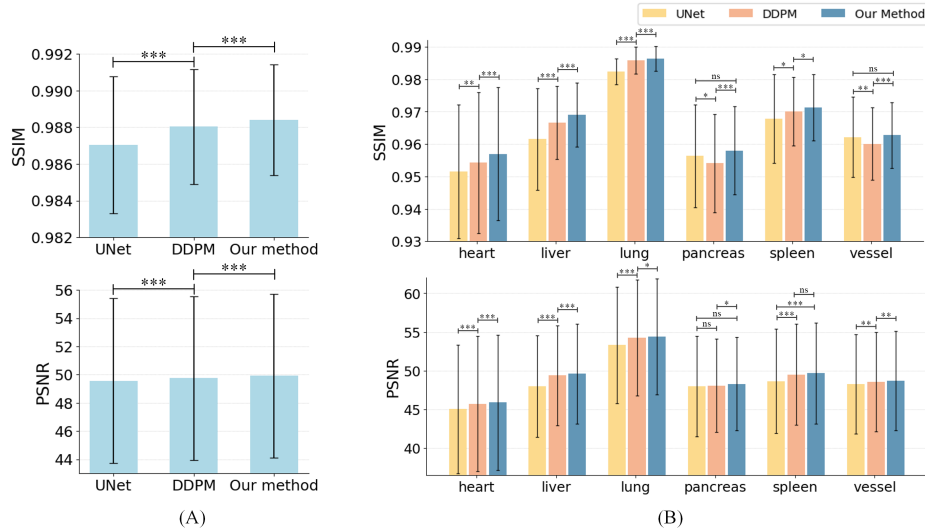 UNet DDPM Our Method
SSIM
0.992
0.990
0.988
0.986
0.984
0.982
*** ***
UNet DDPM Our method
PSNR
56
54
52
50
48
46
44
*** ***
UNet DDPM Our method
(A)
SSIM
0.99
0.98
0.97
0.96
0.95
0.94
0.93
** ***
*** ***
*** ***
ns
* ***
* *
ns
** ***
heart liver lung pancreas spleen vessel
PSNR
60
55
50
45
40
*** ***
*** ***
*** *
*
ns
ns
ns
***
***
** **
heart liver lung pancreas spleen vessel
(B)